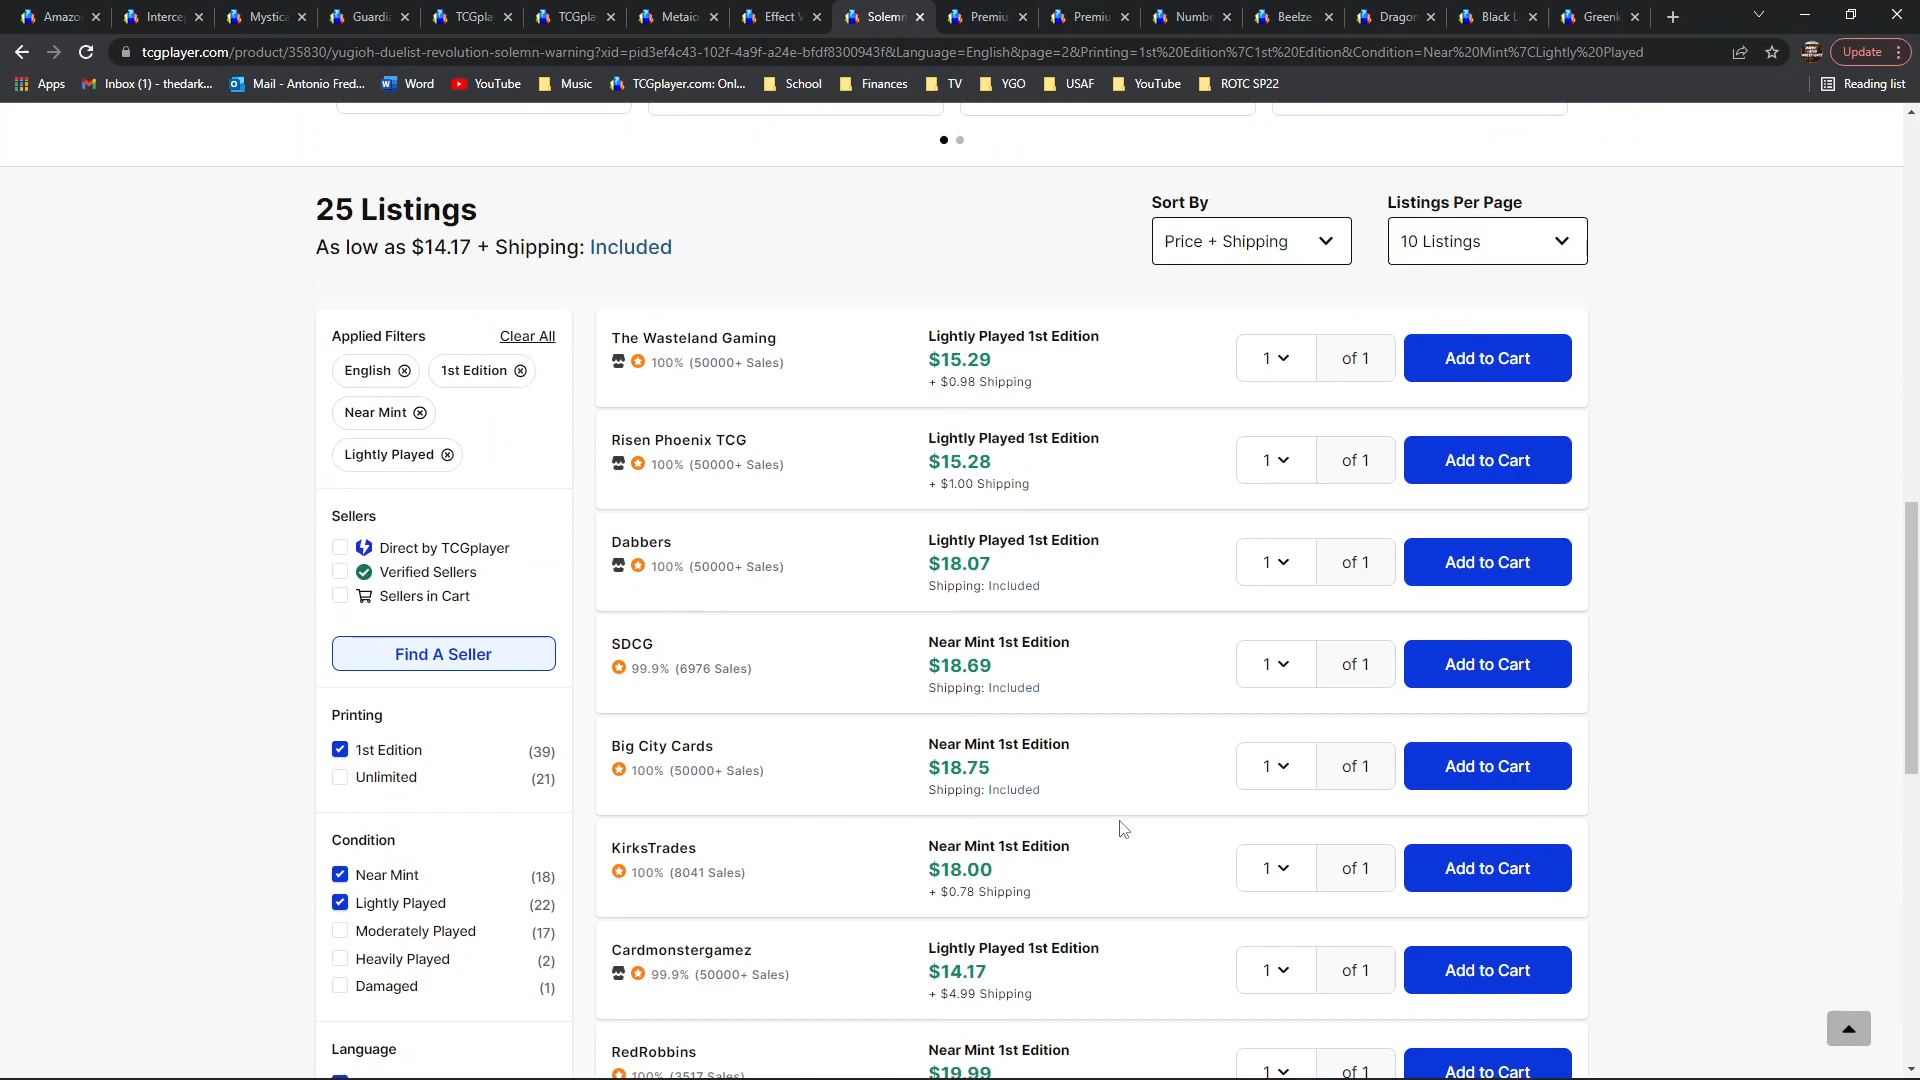 Amazo
Interce
Mystica
Guardi
TCGpla
TCGpla
Metaio
Effect V
Solemn
Premiu
Premiu
Numbe
Beelze
Dragon
Black L
Greenk
tcgplayer.com/product/35830/yugioh-duelist-revolution-solemn-warning?xid=pid3ef4c43-102f-4a9f-a24e-bfdf8300943f&Language=English&page=2&Printing=1st%20Edition%7C1st%20Edition&Condition=Near%20Mint%7CLightly%20Played
Update
Apps
Inbox (1) - thedark...
Mail - Antonio Fred...
Word
YouTube
Music
TCGplayer.com: Onl...
School
Finances
TV
YGO
USAF
YouTube
ROTC SP22
Reading list
25 Listings
As low as $14.17 + Shipping: Included
Sort By
Price + Shipping
Listings Per Page
10 Listings
Applied Filters
Clear All
English
1st Edition
Near Mint
Lightly Played
Sellers
Direct by TCGplayer
Verified Sellers
Sellers in Cart
Find A Seller
Printing
1st Edition (39)
Unlimited (21)
Condition
Near Mint (18)
Lightly Played (22)
Moderately Played (17)
Heavily Played (2)
Damaged (1)
Language
The Wasteland Gaming
100% (50000+ Sales)
Lightly Played 1st Edition
$15.29
+ $0.98 Shipping
1 of 1
Add to Cart
Risen Phoenix TCG
100% (50000+ Sales)
Lightly Played 1st Edition
$15.28
+ $1.00 Shipping
1 of 1
Add to Cart
Dabbers
100% (50000+ Sales)
Lightly Played 1st Edition
$18.07
Shipping: Included
1 of 1
Add to Cart
SDCG
99.9% (6976 Sales)
Near Mint 1st Edition
$18.69
Shipping: Included
1 of 1
Add to Cart
Big City Cards
100% (50000+ Sales)
Near Mint 1st Edition
$18.75
Shipping: Included
1 of 1
Add to Cart
KirksTrades
100% (8041 Sales)
Near Mint 1st Edition
$18.00
+ $0.78 Shipping
1 of 1
Add to Cart
Cardmonstergamez
99.9% (50000+ Sales)
Lightly Played 1st Edition
$14.17
+ $4.99 Shipping
1 of 1
Add to Cart
RedRobbins
100% (3517 Sales)
Near Mint 1st Edition
$19.99
1 of 1
Add to Cart